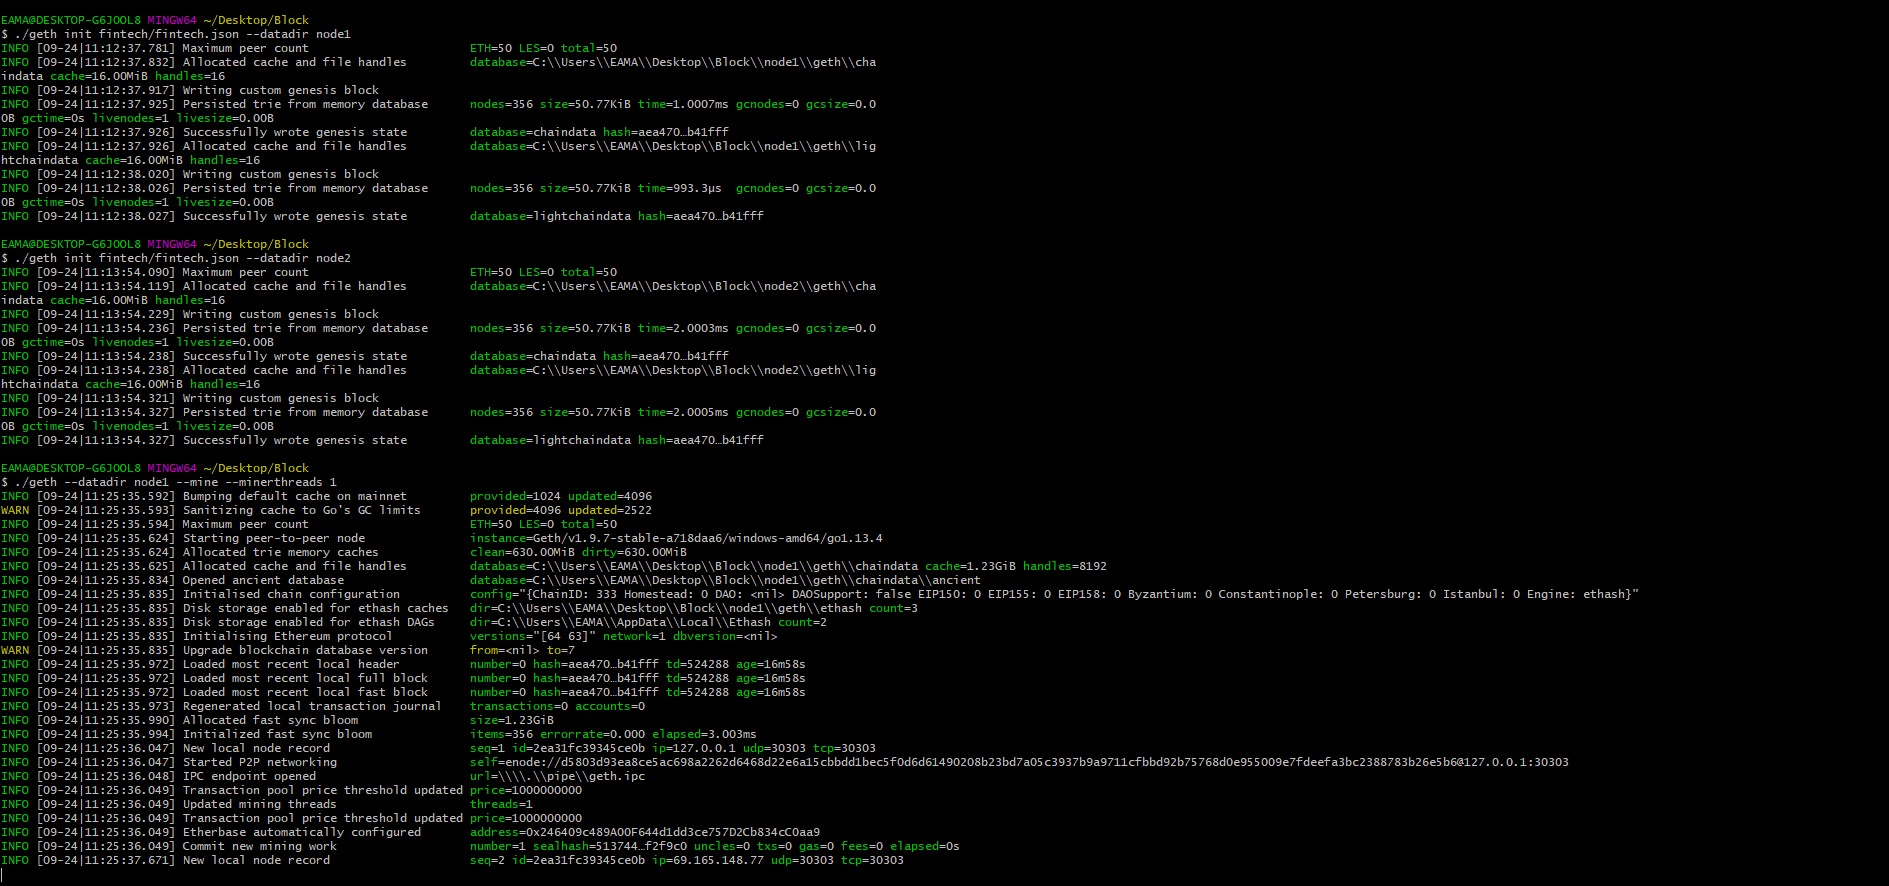 EAMA@DESKTOP-G6JOOL8 MINGW64 ~/Desktop/Block
$ ./geth init fintech/fintech.json --datadir node1
INFO [09-24|11:12:37.781] Maximum peer count                       ETH=50 LES=0 total=50
INFO [09-24|11:12:37.832] Allocated cache and file handles         database=C:\\Users\\EAMA\\Desktop\\Block\\node1\\geth\\cha
indata cache=16.00MiB handles=16
INFO [09-24|11:12:37.917] Writing custom genesis block
INFO [09-24|11:12:37.925] Persisted trie from memory database      nodes=356 size=50.77KiB time=1.0007ms gcnodes=0 gcsize=0.0
0B gctime=0s livenodes=1 livesize=0.00B
INFO [09-24|11:12:37.926] Successfully wrote genesis state         database=chaindata hash=aea470…b41fff
INFO [09-24|11:12:37.926] Allocated cache and file handles         database=C:\\Users\\EAMA\\Desktop\\Block\\node1\\geth\\lig
htchaindata cache=16.00MiB handles=16
INFO [09-24|11:12:38.020] Writing custom genesis block
INFO [09-24|11:12:38.026] Persisted trie from memory database      nodes=356 size=50.77KiB time=993.3µs  gcnodes=0 gcsize=0.0
0B gctime=0s livenodes=1 livesize=0.00B
INFO [09-24|11:12:38.027] Successfully wrote genesis state         database=lightchaindata hash=aea470…b41fff
EAMA@DESKTOP-G6JOOL8 MINGW64 ~/Desktop/Block
$ ./geth init fintech/fintech.json --datadir node2
INFO [09-24|11:13:54.090] Maximum peer count                       ETH=50 LES=0 total=50
INFO [09-24|11:13:54.119] Allocated cache and file handles         database=C:\\Users\\EAMA\\Desktop\\Block\\node2\\geth\\cha
indata cache=16.00MiB handles=16
INFO [09-24|11:13:54.229] Writing custom genesis block
INFO [09-24|11:13:54.236] Persisted trie from memory database      nodes=356 size=50.77KiB time=2.0003ms gcnodes=0 gcsize=0.0
0B gctime=0s livenodes=1 livesize=0.00B
INFO [09-24|11:13:54.238] Successfully wrote genesis state         database=chaindata hash=aea470…b41fff
INFO [09-24|11:13:54.238] Allocated cache and file handles         database=C:\\Users\\EAMA\\Desktop\\Block\\node2\\geth\\lig
htchaindata cache=16.00MiB handles=16
INFO [09-24|11:13:54.321] Writing custom genesis block
INFO [09-24|11:13:54.327] Persisted trie from memory database      nodes=356 size=50.77KiB time=2.0005ms gcnodes=0 gcsize=0.0
0B gctime=0s livenodes=1 livesize=0.00B
INFO [09-24|11:13:54.327] Successfully wrote genesis state         database=lightchaindata hash=aea470…b41fff
EAMA@DESKTOP-G6JOOL8 MINGW64 ~/Desktop/Block
$ ./geth --datadir node1 --mine --minerthreads 1
INFO [09-24|11:25:35.592] Bumping default cache on mainnet         provided=1024 updated=4096
WARN [09-24|11:25:35.593] Sanitizing cache to Go's GC limits       provided=4096 updated=2522
INFO [09-24|11:25:35.594] Maximum peer count                       ETH=50 LES=0 total=50
INFO [09-24|11:25:35.624] Starting peer-to-peer node               instance=Geth/v1.9.7-stable-a718daa6/windows-amd64/go1.13.4
INFO [09-24|11:25:35.624] Allocated trie memory caches             clean=630.00MiB dirty=630.00MiB
INFO [09-24|11:25:35.625] Allocated cache and file handles         database=C:\\Users\\EAMA\\Desktop\\Block\\node1\\geth\\chaindata cache=1.23GiB handles=8192
INFO [09-24|11:25:35.834] Opened ancient database                  database=C:\\Users\\EAMA\\Desktop\\Block\\node1\\geth\\chaindata\\ancient
INFO [09-24|11:25:35.835] Initialised chain configuration          config="{ChainID: 333 Homestead: 0 DAO: <nil> DAOSupport: false EIP150: 0 EIP155: 0 EIP158: 0 Byzantium: 0 Constantinople: 0 Petersburg: 0 Istanbul: 0 Engine: ethash}"
INFO [09-24|11:25:35.835] Disk storage enabled for ethash caches   dir=C:\\Users\\EAMA\\Desktop\\Block\\node1\\geth\\ethash count=3
INFO [09-24|11:25:35.835] Disk storage enabled for ethash DAGs     dir=C:\\Users\\EAMA\\AppData\\Local\\Ethash count=2
INFO [09-24|11:25:35.835] Initialising Ethereum protocol           versions="[64 63]" network=1 dbversion=<nil>
WARN [09-24|11:25:35.835] Upgrade blockchain database version      from=<nil> to=7
INFO [09-24|11:25:35.972] Loaded most recent local header          number=0 hash=aea470…b41fff td=524288 age=16m58s
INFO [09-24|11:25:35.972] Loaded most recent local full block      number=0 hash=aea470…b41fff td=524288 age=16m58s
INFO [09-24|11:25:35.972] Loaded most recent local fast block      number=0 hash=aea470…b41fff td=524288 age=16m58s
INFO [09-24|11:25:35.973] Regenerated local transaction journal    transactions=0 accounts=0
INFO [09-24|11:25:35.990] Allocated fast sync bloom                size=1.23GiB
INFO [09-24|11:25:35.994] Initialized fast sync bloom              items=356 errorrate=0.000 elapsed=3.003ms
INFO [09-24|11:25:36.047] New local node record                    seq=1 id=2ea31fc39345ce0b ip=127.0.0.1 udp=30303 tcp=30303
INFO [09-24|11:25:36.047] Started P2P networking                   self=enode://d5803d93ea8ce5ac698a2262d6468d22e6a15cbbdd1bec5f0d6d61490208b23bd7a05c3937b9a9711cfbbd92b75768d0e955009e7fdeefa3bc2388783b26e5b6@127.0.0.1:30303
INFO [09-24|11:25:36.048] IPC endpoint opened                      url=\\\\.\\pipe\\geth.ipc
INFO [09-24|11:25:36.049] Transaction pool price threshold updated price=1000000000
INFO [09-24|11:25:36.049] Updated mining threads                   threads=1
INFO [09-24|11:25:36.049] Transaction pool price threshold updated price=1000000000
INFO [09-24|11:25:36.049] Etherbase automatically configured       address=0x246409c489A00F644d1dd3ce757D2Cb834cC0aa9
INFO [09-24|11:25:36.049] Commit new mining work                   number=1 sealhash=513744…f2f9c0 uncles=0 txs=0 gas=0 fees=0 elapsed=0s
INFO [09-24|11:25:37.671] New local node record                    seq=2 id=2ea31fc39345ce0b ip=69.165.148.77 udp=30303 tcp=30303